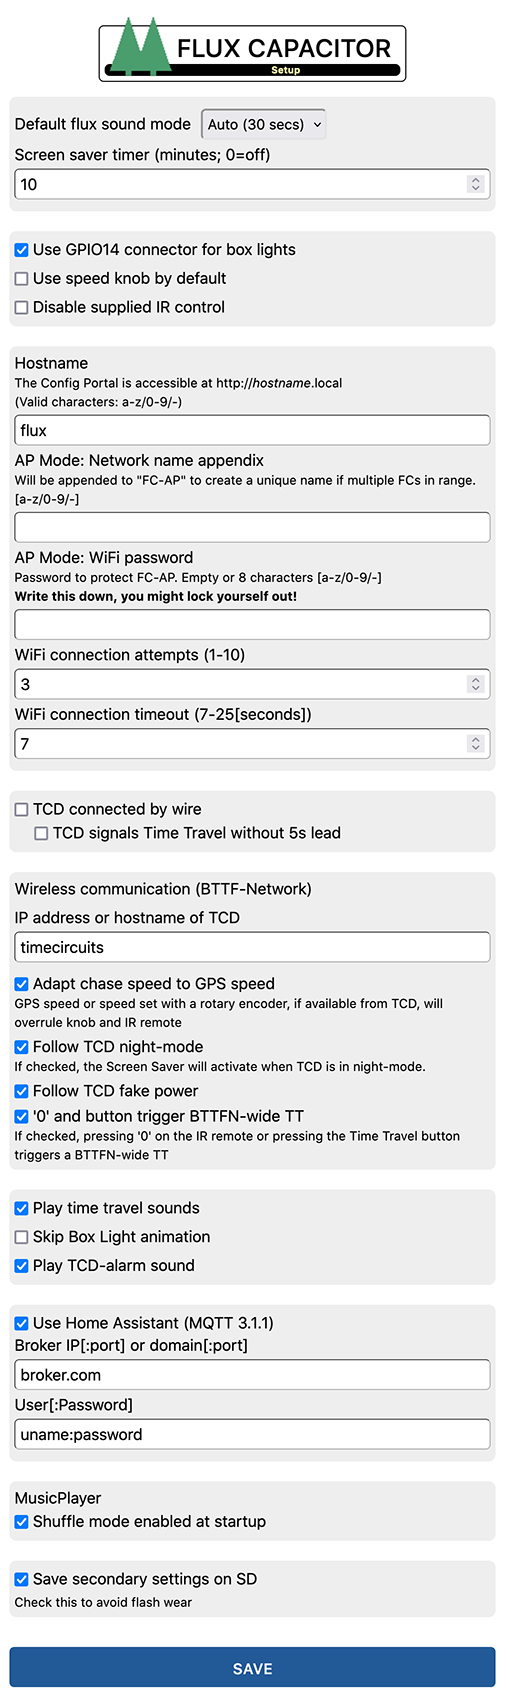 FLUX CAPACITOR
Setup
Default flux sound mode Auto (30 secs)
Screen saver timer (minutes; 0=off)
10
Use GPIO14 connector for box lights
Use speed knob by default
Disable supplied IR control
Hostname
The Config Portal is accessible at http://hostname.local
(Valid characters: a-z/0-9/-)
flux
AP Mode: Network name appendix
Will be appended to "FC-AP" to create a unique name if multiple FCs in range.
[a-z/0-9/-]
AP Mode: WiFi password
Password to protect FC-AP. Empty or 8 characters [a-z/0-9/-]
Write this down, you might lock yourself out!
WiFi connection attempts (1-10)
3
WiFi connection timeout (7-25[seconds])
7
TCD connected by wire
TCD signals Time Travel without 5s lead
Wireless communication (BTTF-Network)
IP address or hostname of TCD
timecircuits
Adapt chase speed to GPS speed
GPS speed or speed set with a rotary encoder, if available from TCD, will
overrule knob and IR remote
Follow TCD night-mode
If checked, the Screen Saver will activate when TCD is in night-mode.
Follow TCD fake power
'0' and button trigger BTTFN-wide TT
If checked, pressing '0' on the IR remote or pressing the Time Travel button
triggers a BTTFN-wide TT
Play time travel sounds
Skip Box Light animation
Play TCD-alarm sound
Use Home Assistant (MQTT 3.1.1)
Broker IP[:port] or domain[:port]
broker.com
User[:Password]
uname:password
MusicPlayer
Shuffle mode enabled at startup
Save secondary settings on SD
Check this to avoid flash wear
SAVE